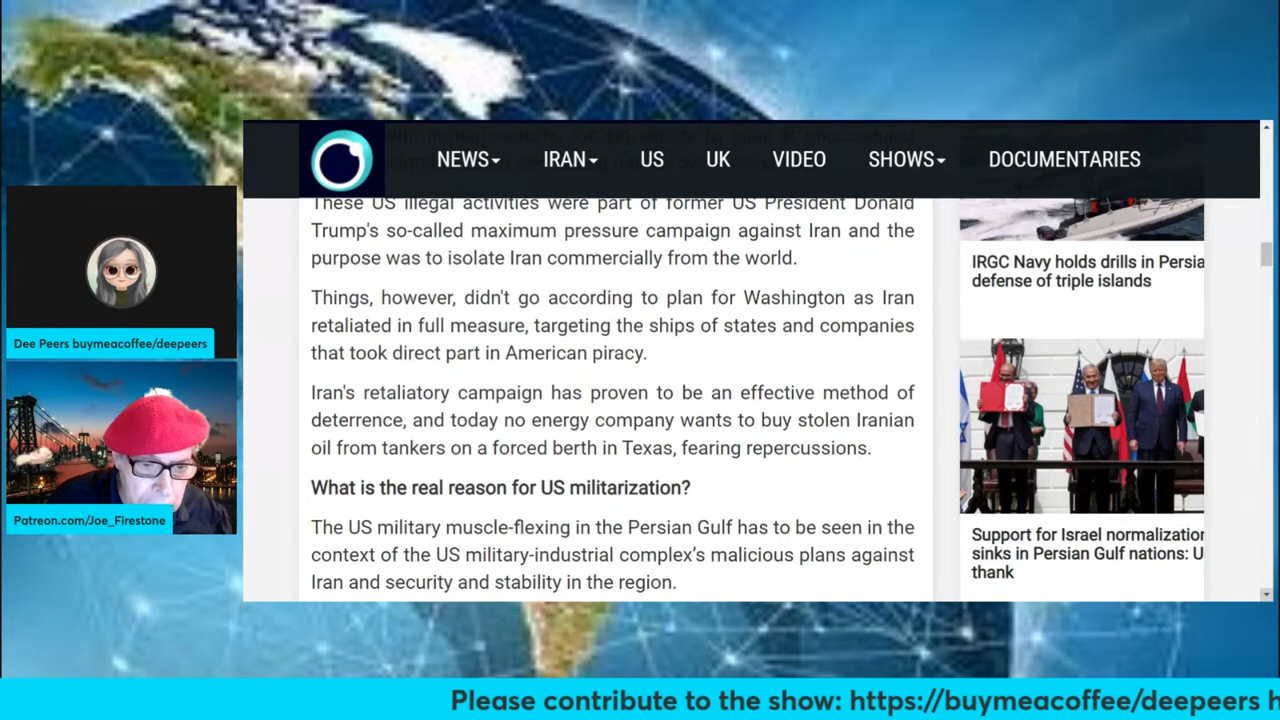 NEWS IRAN US UK VIDEO SHOWS DOCUMENTARIES
These US illegal activities were part of former US President Donald
Trump's so-called maximum pressure campaign against Iran and the
purpose was to isolate Iran commercially from the world.
Things, however, didn't go according to plan for Washington as Iran
retaliated in full measure, targeting the ships of states and companies
that took direct part in American piracy.
Iran's retaliatory campaign has proven to be an effective method of
deterrence, and today no energy company wants to buy stolen Iranian
oil from tankers on a forced berth in Texas, fearing repercussions.
What is the real reason for US militarization?
The US military muscle-flexing in the Persian Gulf has to be seen in the
context of the US military-industrial complex’s malicious plans against
Iran and security and stability in the region.
IRGC Navy holds drills in Persia
defense of triple islands
Support for Israel normalization
sinks in Persian Gulf nations: U
thank
Dee Peers buymeacoffee/deepeers
Patreon.com/Joe_Firestone
Please contribute to the show: https://buymeacoffee/deepeers h